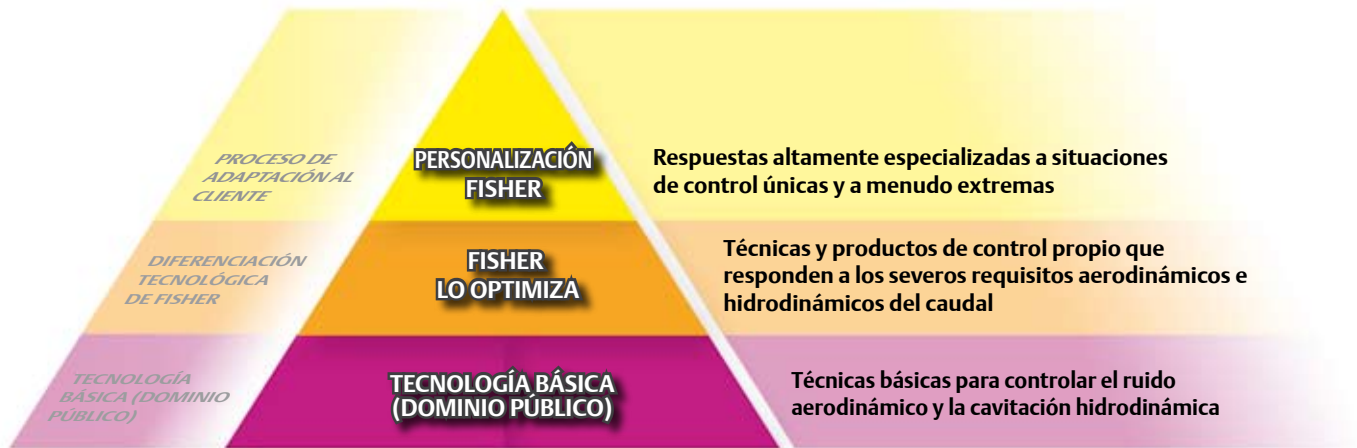 PROCESO DE
ADAPTACIÓN AL
CLIENTE
PERSONALIZACIÓN
FISHER
Respuestas altamente especializadas a situaciones
de control únicas y a menudo extremas
DIFERENCIACIÓN
TECNOLÓGICA
DE FISHER
FISHER
LO OPTIMIZA
Técnicas y productos de control propio que
responden a los severos requisitos aerodinámicos e
hidrodinámicos del caudal
TECNOLOGÍA
BÁSICA (DOMINIO
PÚBLICO)
TECNOLOGÍA BÁSICA
(DOMINIO PÚBLICO)
Técnicas básicas para controlar el ruido
aerodinámico y la cavitación hidrodinámica